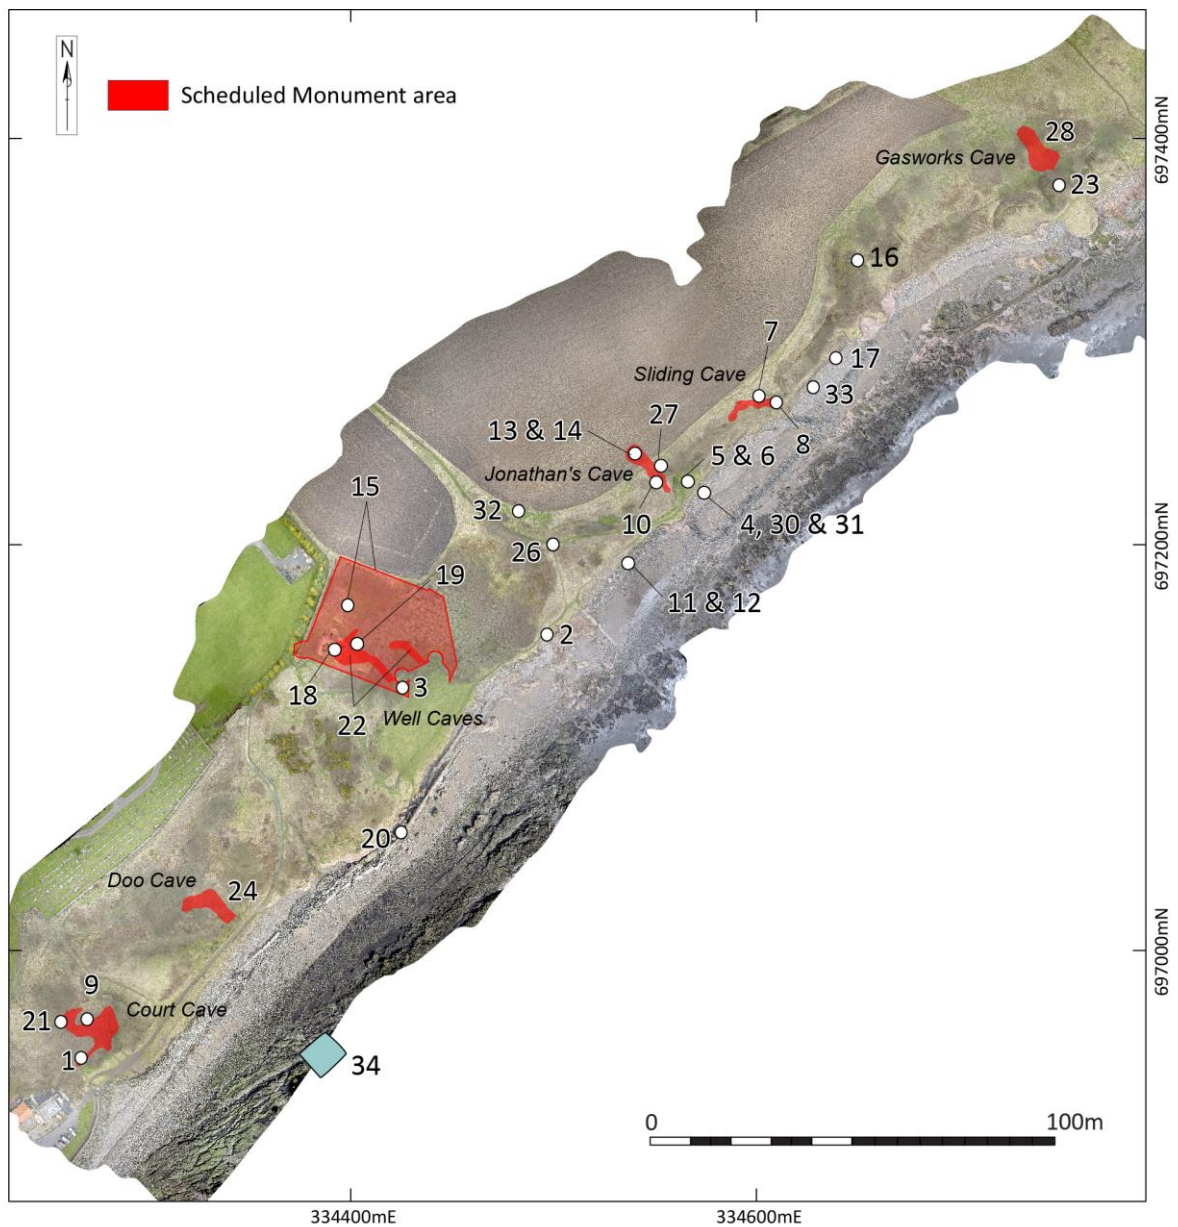 N
Scheduled Monument area
697400mN
28
Gasworks Cave
23
16
7
17
Sliding Cave
33
27
8
13 & 14
5 & 6
Jonathan's Cave
15
10
32
4, 30 & 31
26
697200mN
19
11 & 12
2
18
3
22
Well Caves
20
Doo Cave
24
9
697000mN
Court Cave
21
1
34
0
100m
334400mE
334600mE